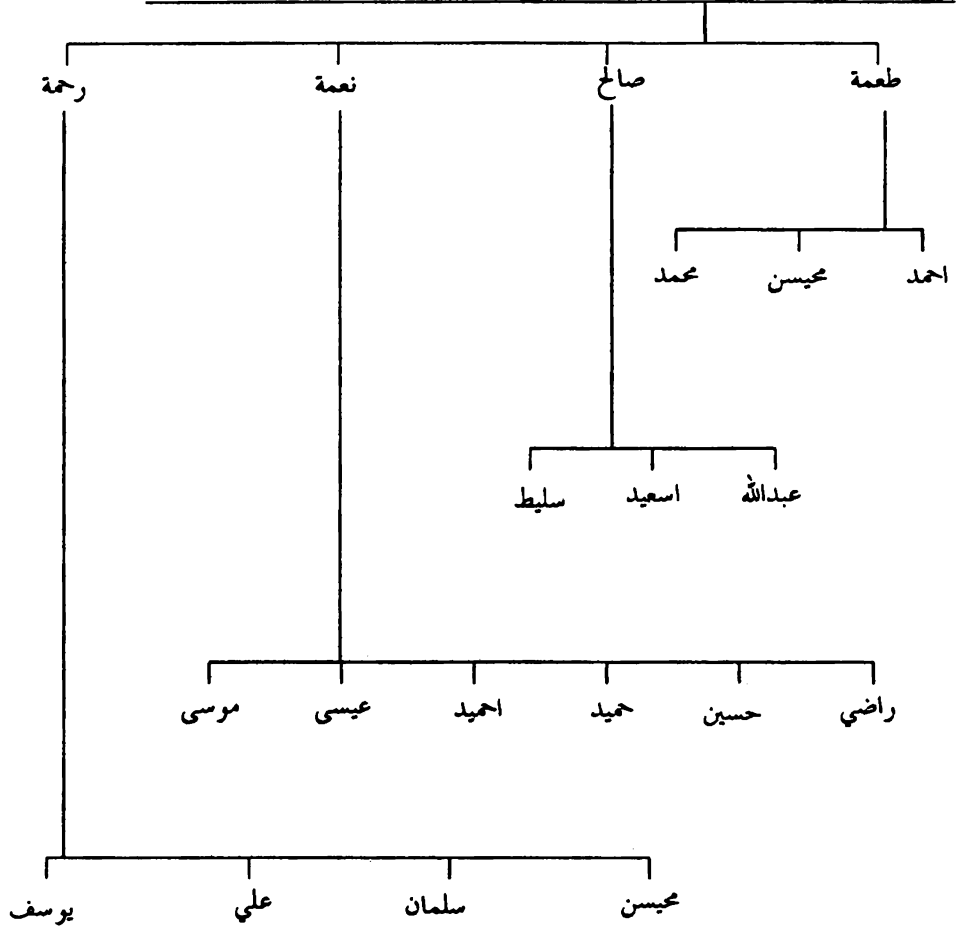 طعمة صالح نعمة رحمة
احمد محيسن محمد
عبدالله اسعيد سليط
راضي حسين حميد احميد عيسى موسى
محيسن سلمان علي يوسف